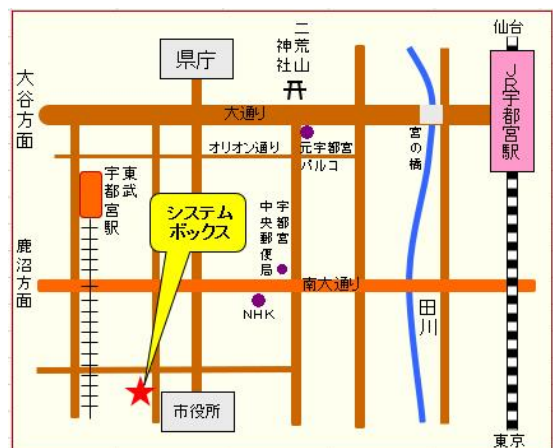 仙台
県庁
二荒山
神社
JR宇都宮駅
大谷方面
大通り
宮の橋
オリオン通り
元宇都宮
パルコ
東武
宇都宮駅
システム
ボックス
宇都宮
中央郵便局
鹿沼方面
南大通り
NHK
田川
市役所
東京